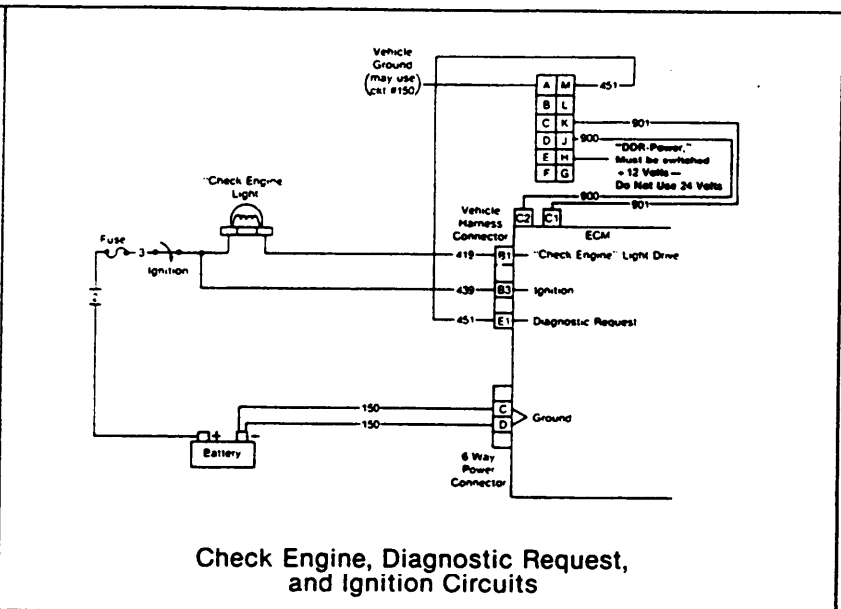 Vehicle
Ground
(may use
ckt #150)
A M
451
B L
C K
901
D J
900
E H
F G
"DDR-Power,"
Must be switched
+12 Volts—
Do Not Use 24 Volts
"Check Engine
Light
Vehicle
Harness
Connector
900
901
C2
C1
ECM
Fuse
3
Ignition
419
B1
"Check Engine" Light Drive
439
B3
Ignition
451
E1
Diagnostic Request
150
C
150
D
Ground
+
-
Battery
6 Way
Power
Connector
Check Engine, Diagnostic Request,
and Ignition Circuits